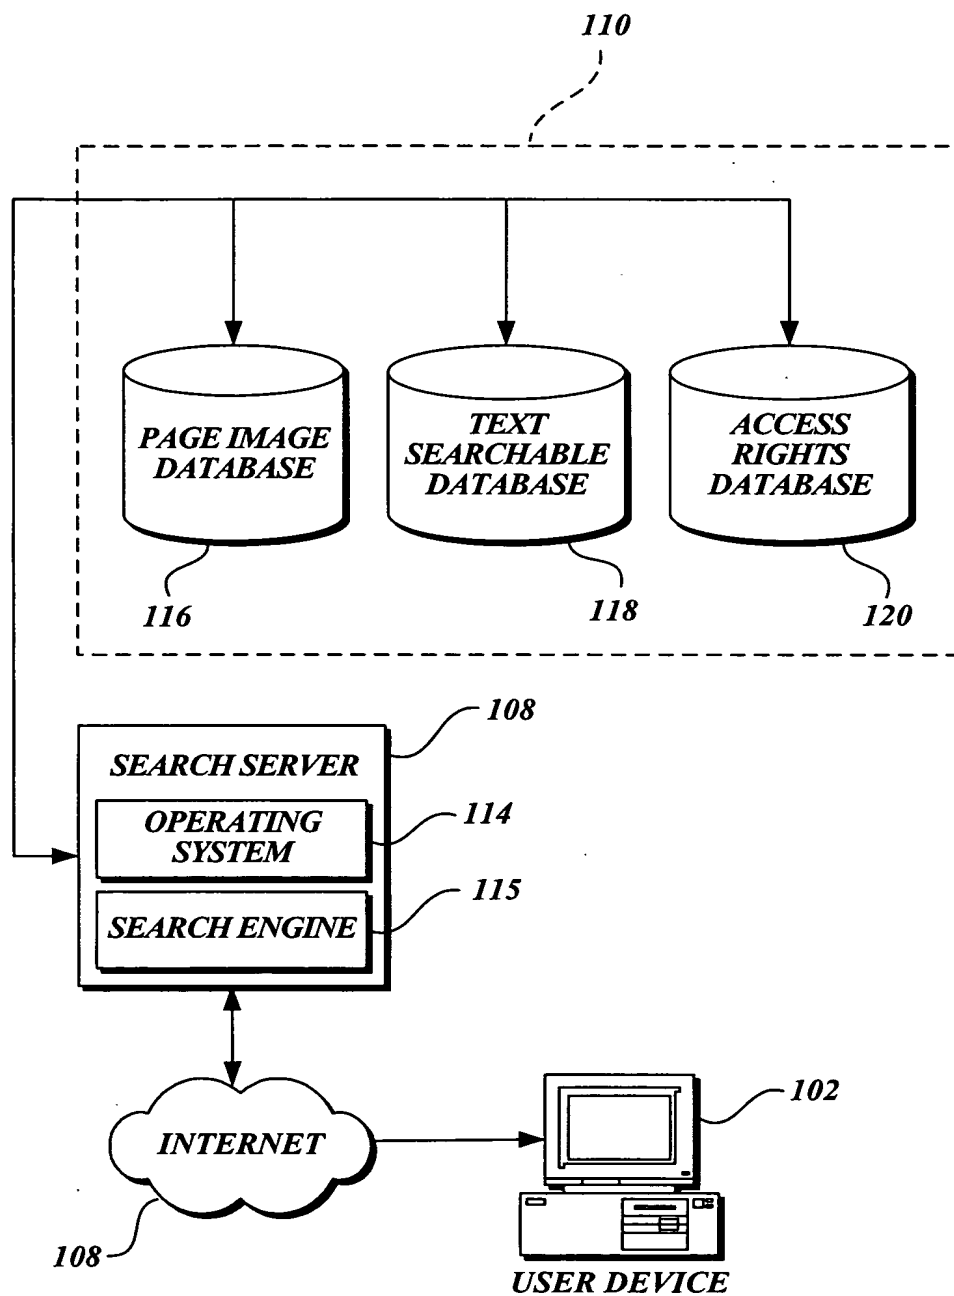 110
PAGE IMAGE
DATABASE
TEXT
SEARCHABLE
DATABASE
ACCESS
RIGHTS
DATABASE
116
118
120
108
SEARCH SERVER
OPERATING
SYSTEM
114
SEARCH ENGINE
115
INTERNET
102
108
USER DEVICE